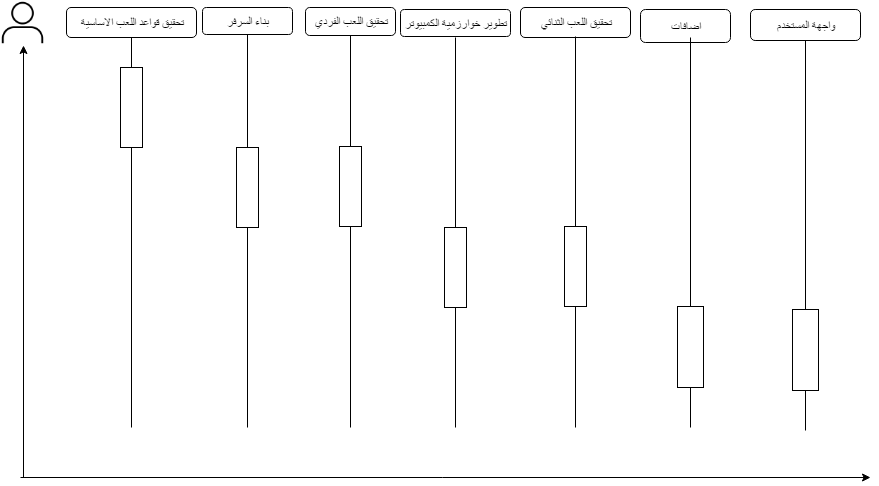 تحقيق قواعد اللعب الاساسية
بناء السرفر
تحقيق اللعب الفردي
تطوير خوارزمية الكمبيوتر
تحقيق اللعب الثنائي
اضافات
واجهة المستخدم